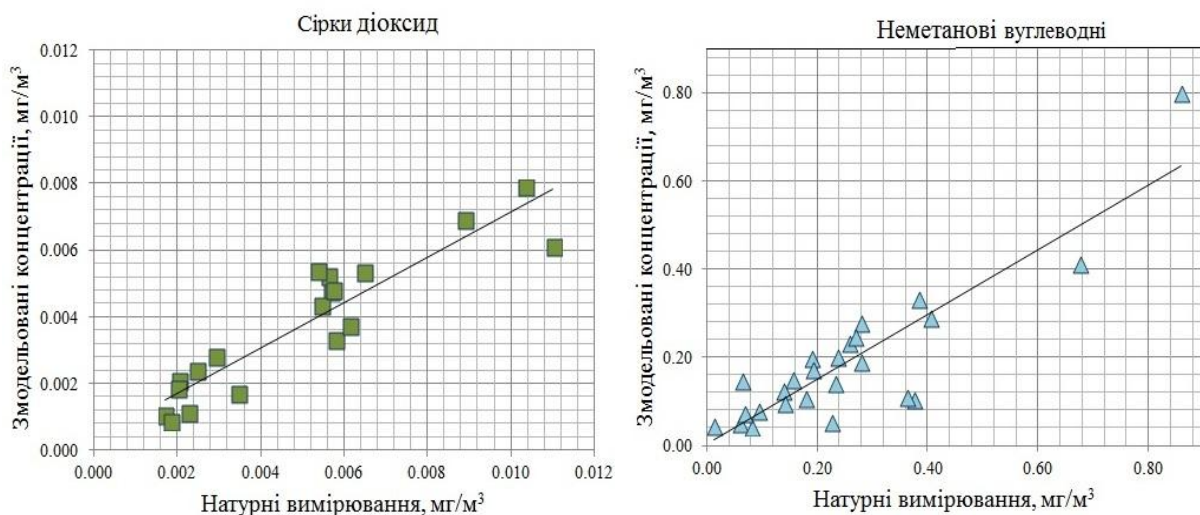 Сірки діоксид
Змодельовані концентрації, мг/м³
0.012
0.010
0.008
0.006
0.004
0.002
0.000
0.000 0.002 0.004 0.006 0.008 0.010 0.012
Натурні вимірювання, мг/м³
Неметанові вуглеводні
Змодельовані концентрації, мг/м³
0.80
0.60
0.40
0.20
0.00
0.00 0.20 0.40 0.60 0.80
Натурні вимірювання, мг/м³